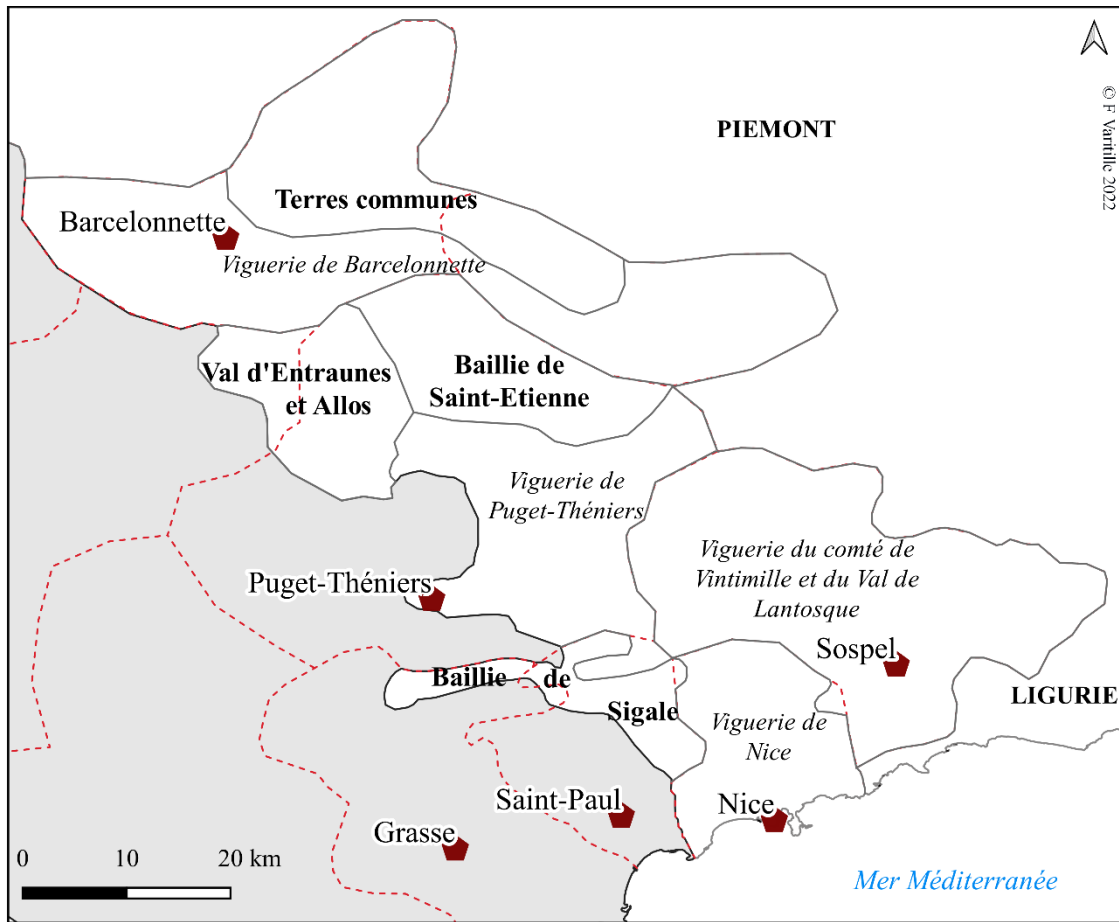 PIEMONT
© F. Varitille 2022
Terres communes
Barcelonnette
Viguerie de Barcelonnette
Val d'Entraunes
et Allos
Baillie de
Saint-Etienne
Viguerie de
Puget-Théniers
Viguerie du comté de
Vintimille et du Val de
Lantosque
Puget-Théniers
Sospel
Baillie de
Sigale
LIGURIE
Viguerie de
Nice
Saint-Paul
Nice
Grasse
0 10 20 km
Mer Méditerranée